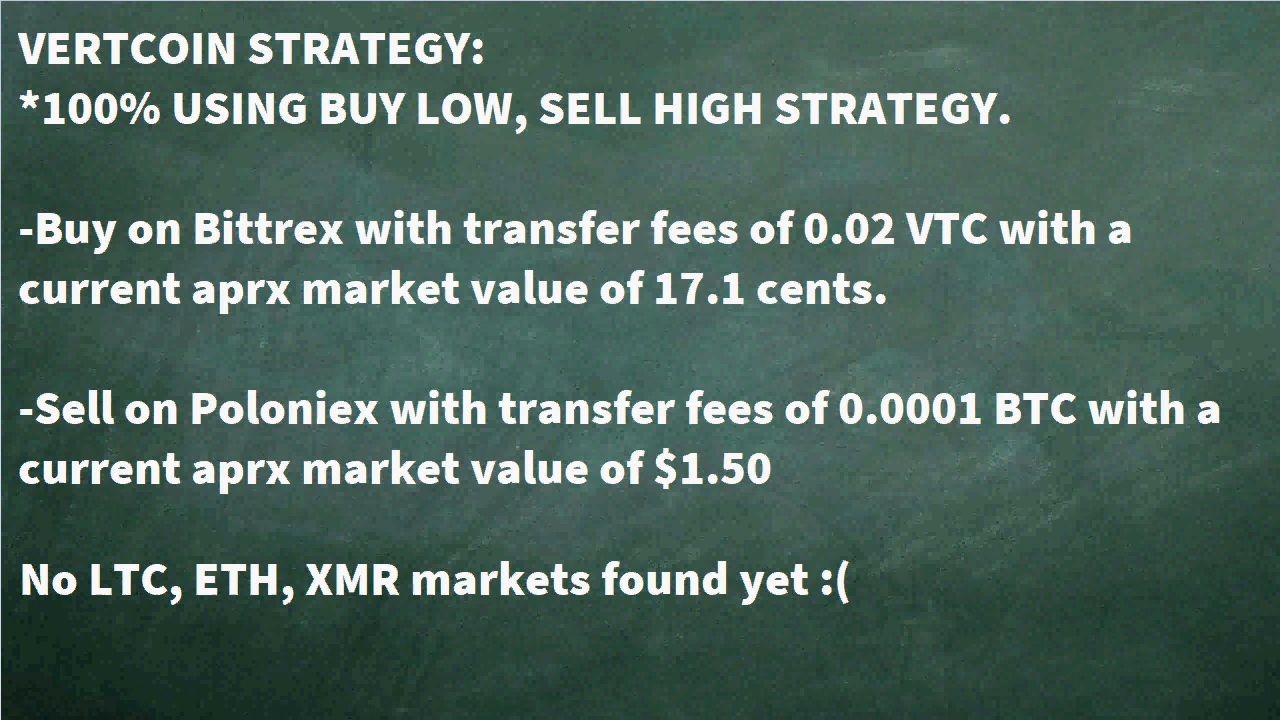 VERTCOIN STRATEGY:
*100% USING BUY LOW, SELL HIGH STRATEGY.
-Buy on Bittrex with transfer fees of 0.02 VTC with a
current aprx market value of 17.1 cents.
-Sell on Poloniex with transfer fees of 0.0001 BTC with a
current aprx market value of $1.50
No LTC, ETH, XMR markets found yet :(